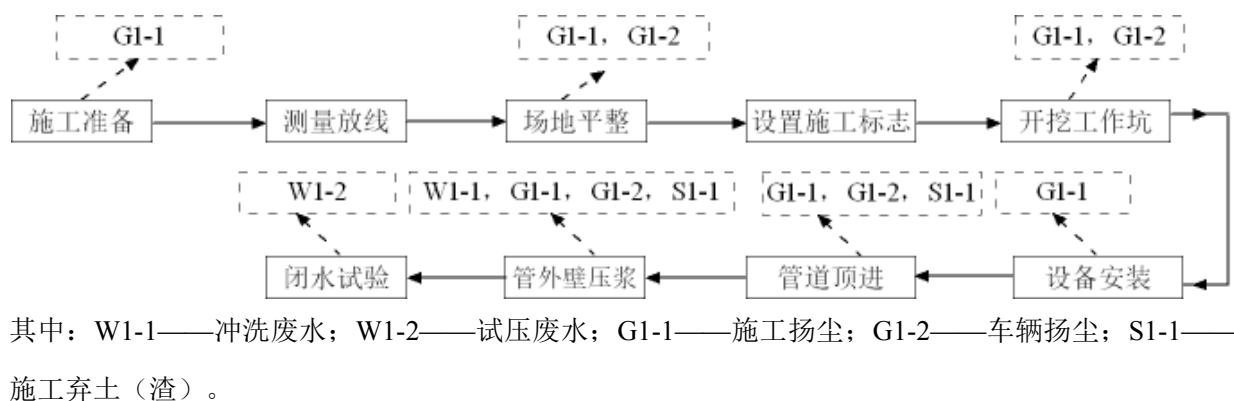 G1-1
G1-1，G1-2
G1-1，G1-2
施工准备
测量放线
场地平整
设置施工标志
开挖工作坑
W1-2
W1-1，G1-1，G1-2，S1-1
G1-1，G1-2，S1-1
G1-1
闭水试验
管外壁压浆
管道顶进
设备安装
其中：W1-1——冲洗废水；W1-2——试压废水；G1-1——施工扬尘；G1-2——车辆扬尘；S1-1——
施工弃土（渣）。